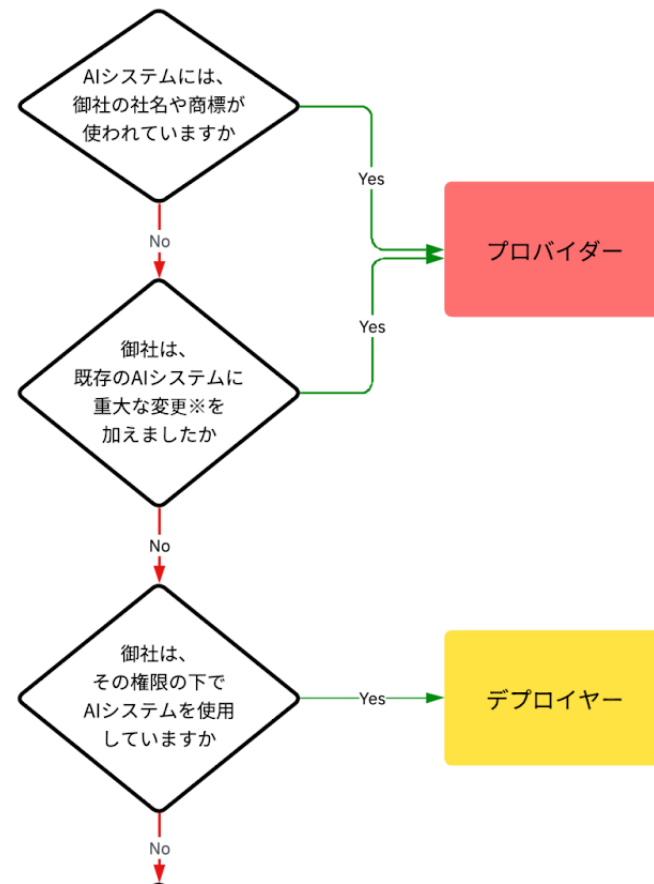 AIシステムには、
御社の社名や商標が
使われていますか
Yes
プロバイダー
No
Yes
御社は、
既存のAIシステムに
重大な変更※を
加えましたか
No
御社は、
その権限の下で
AIシステムを使用
していますか
Yes
デプロイヤー
No